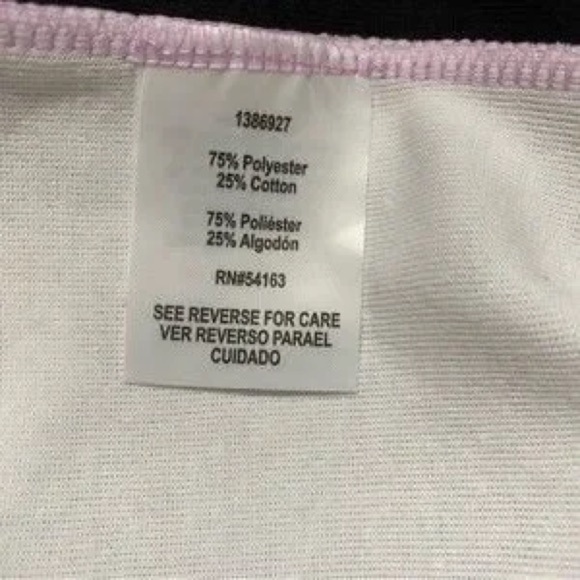 1386927
75% Polyester
25% Cotton
75% Poliéster
25% Algodón
RN#54163
SEE REVERSE FOR CARE
VER REVERSO PARAEL
CUIDADO